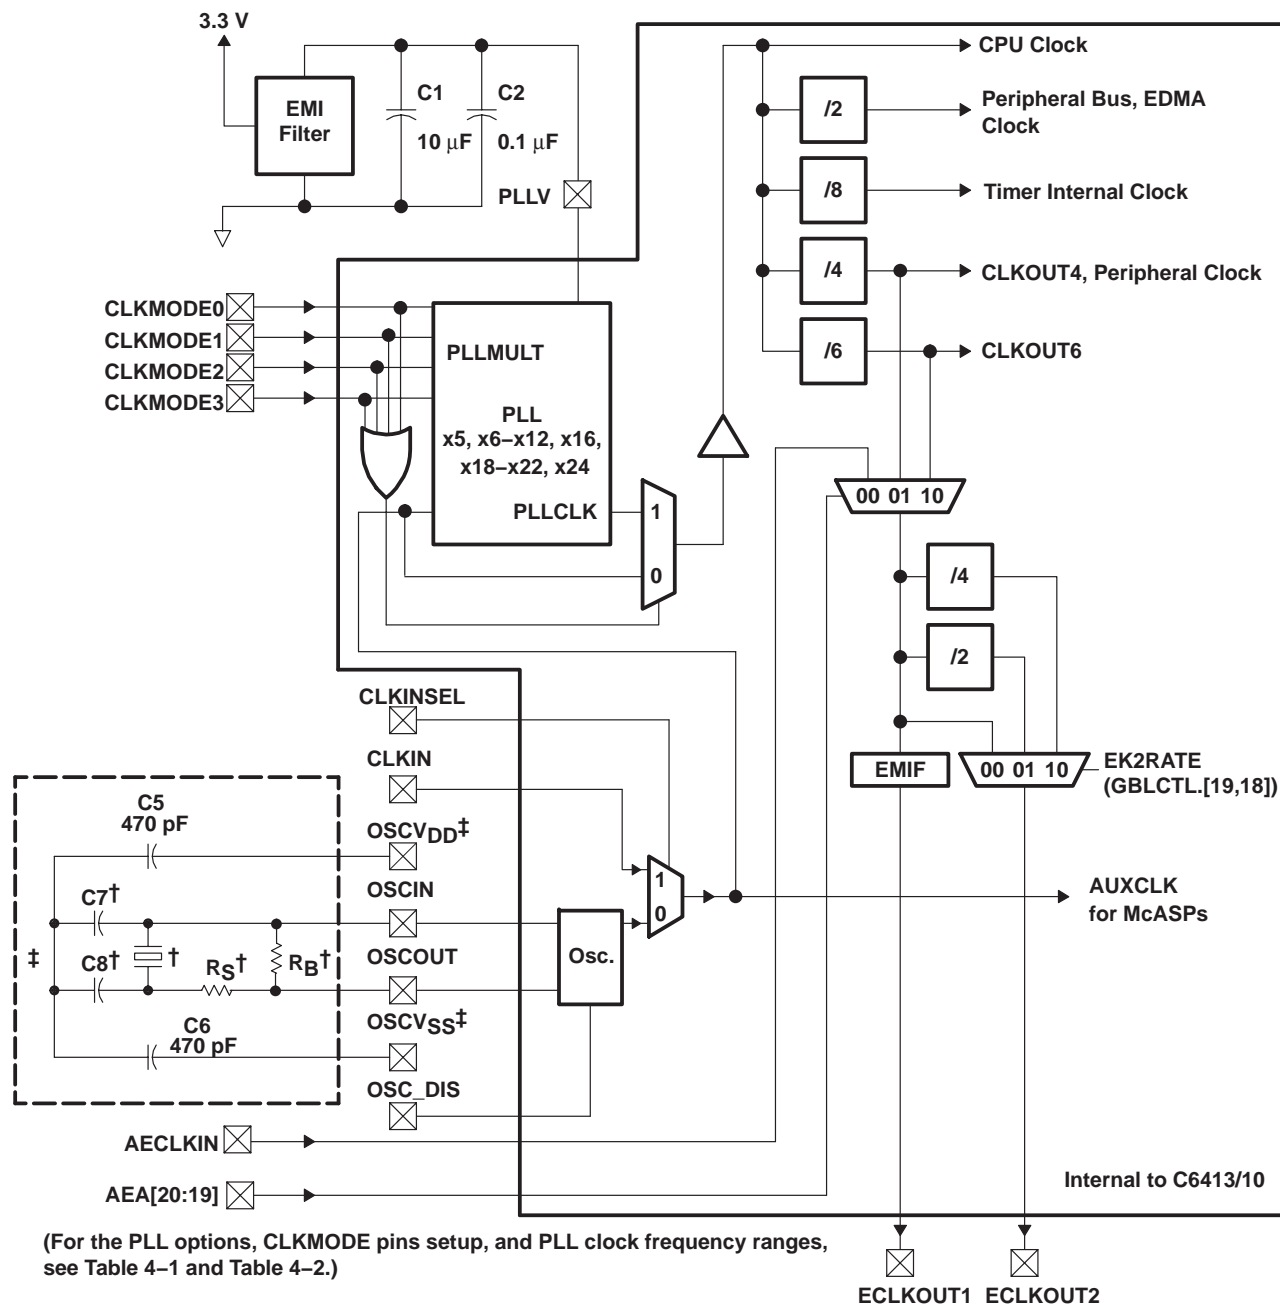 3.3 V
EMI
Filter
C1
10 μF
C2
0.1 μF
PLLV
CPU Clock
/2
Peripheral Bus, EDMA
Clock
/8
Timer Internal Clock
/4
CLKOUT4, Peripheral Clock
/6
CLKOUT6
CLKMODE0
CLKMODE1
CLKMODE2
CLKMODE3
PLLMULT
PLL
x5, x6–x12, x16,
x18–x22, x24
PLLCLK
1
0
00 01 10
/4
/2
EMIF
00 01 10
EK2RATE
(GBLCTL.[19,18])
CLKINSEL
CLKIN
C5
470 pF
OSCVDD‡
OSCIN
C7†
‡
†
C8†
RS†
RB†
OSCOUT
OSCVSS‡
C6
470 pF
OSC_DIS
Osc.
1
0
AUXCLK
for McASPs
AECLKIN
AEA[20:19]
Internal to C6413/10
(For the PLL options, CLKMODE pins setup, and PLL clock frequency ranges,
see Table 4–1 and Table 4–2.)
ECLKOUT1 ECLKOUT2